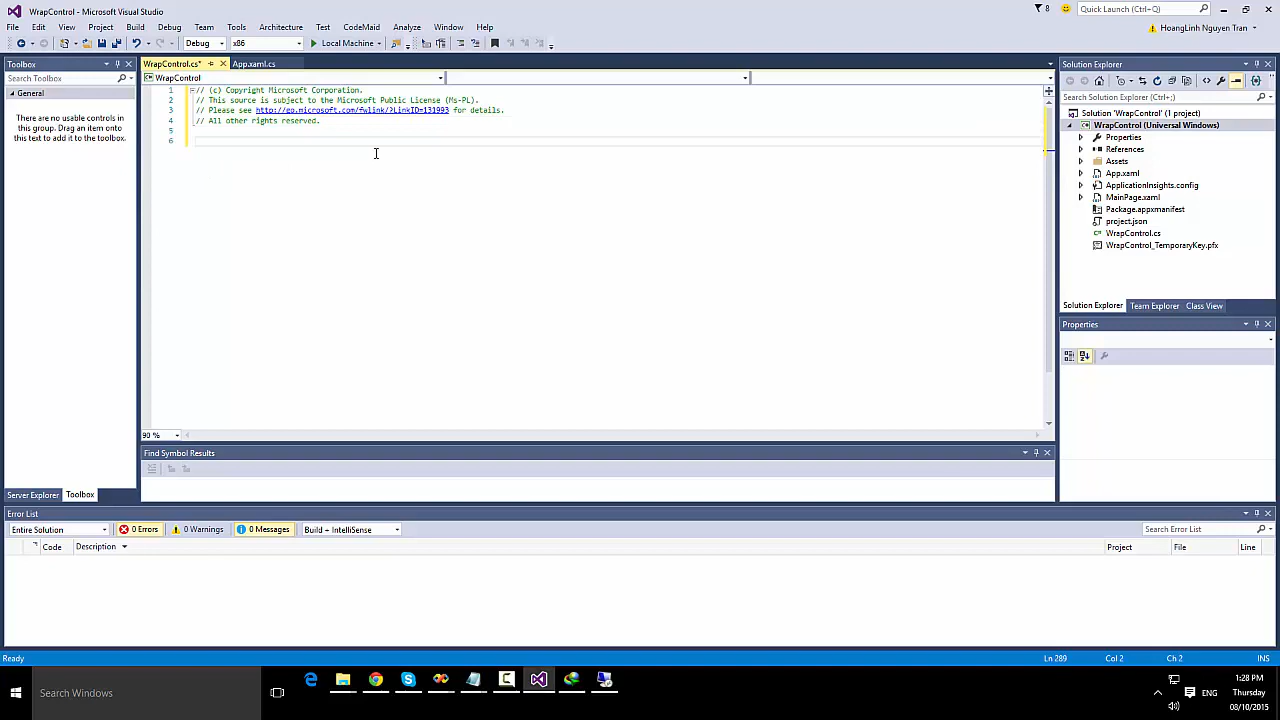 WrapControl - Microsoft Visual Studio
8
Quick Launch (Ctrl+Q)
File Edit View Project Build Debug Team Tools Architecture Test CodeMaid Analyze Window Help
HoangLinh Nguyen Tran
Debug x86 Local Machine
Toolbox
Search Toolbox
General
There are no usable controls in
this group. Drag an item onto
this text to add it to the toolbox.
Server Explorer Toolbox
WrapControl.cs* App.xaml.cs
WrapControl
1 // (c) Copyright Microsoft Corporation.
2 // This source is subject to the Microsoft Public License (Ms-PL).
3 // Please see http://go.microsoft.com/fwlink/?LinkID=131993 for details.
4 // All other rights reserved.
5
6
90 %
Find Symbol Results
Solution Explorer
Search Solution Explorer (Ctrl+;)
Solution 'WrapControl' (1 project)
WrapControl (Universal Windows)
Properties
References
Assets
App.xaml
ApplicationInsights.config
MainPage.xaml
Package.appxmanifest
project.json
WrapControl.cs
WrapControl_TemporaryKey.pfx
Solution Explorer Team Explorer Class View
Properties
Error List
Entire Solution 0 Errors 0 Warnings 0 Messages Build + IntelliSense
Search Error List
Code Description Project File Line
Ready Ln 289 Col 2 Ch 2 INS
Search Windows
ENG
1:28 PM
Thursday
08/10/2015